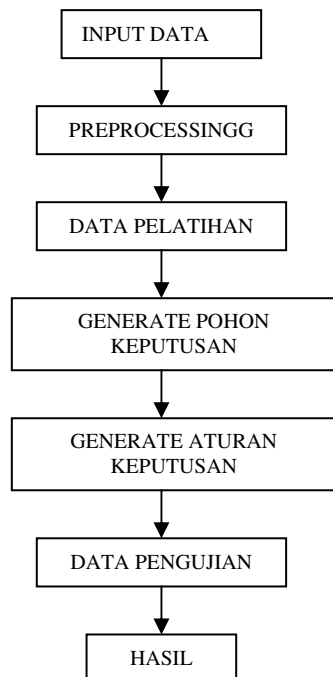 INPUT DATA
PREPROCESSINGG
DATA PELATIHAN
GENERATE POHON
KEPUTUSAN
GENERATE ATURAN
KEPUTUSAN
DATA PENGUJIAN
HASIL